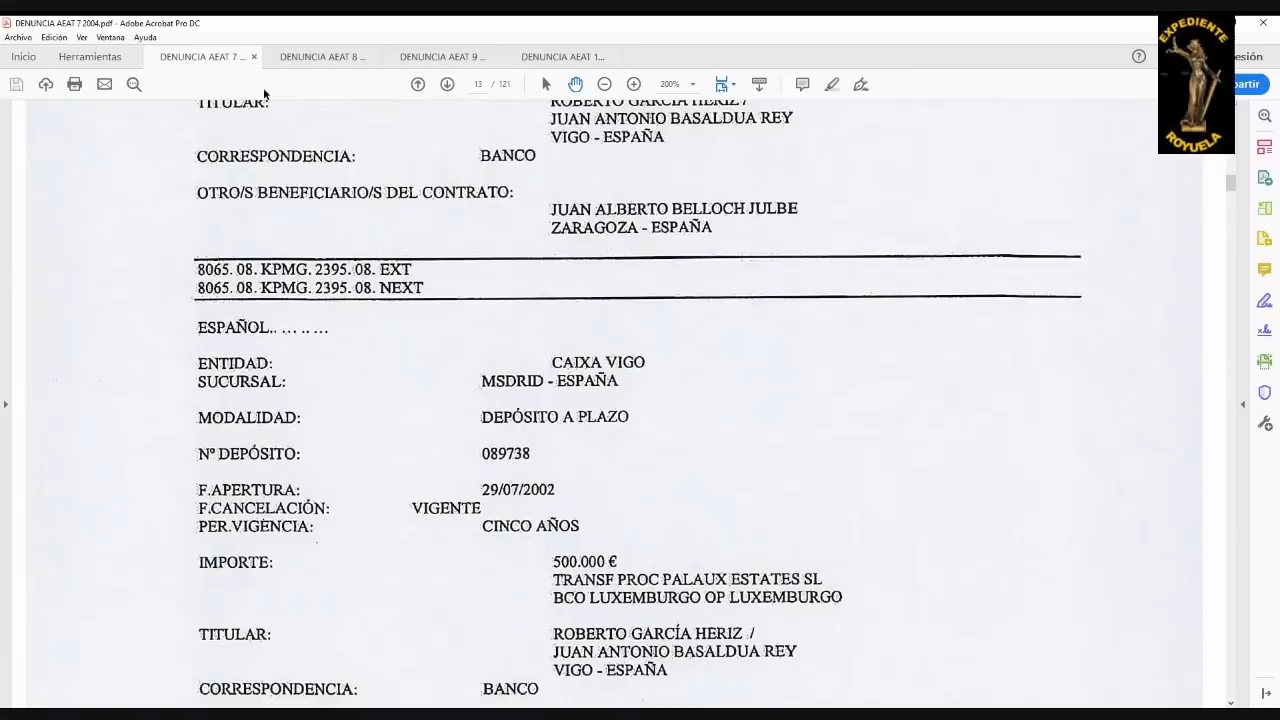 DENUNCIA AEAT 7 2004.pdf - Adobe Acrobat Pro DC
Archivo Edición Ver Ventana Ayuda
Inicio Herramientas DENUNCIA AEAT 7 ... DENUNCIA AEAT 8 ... DENUNCIA AEAT 9 ... DENUNCIA AEAT 1... esión
13 / 121 200% partir
EXPEDIENTE
ROYUELA
TITULAR: ROBERTO GARCÍA HERIZ /
JUAN ANTONIO BASALDUA REY
VIGO - ESPAÑA
CORRESPONDENCIA: BANCO
OTRO/S BENEFICIARIO/S DEL CONTRATO:
JUAN ALBERTO BELLOCH JULBE
ZARAGOZA - ESPAÑA
8065. 08. KPMG. 2395. 08. EXT
8065. 08. KPMG. 2395. 08. NEXT
ESPAÑOL.. … .. …
ENTIDAD: CAIXA VIGO
SUCURSAL: MSDRID - ESPAÑA
MODALIDAD: DEPÓSITO A PLAZO
Nº DEPÓSITO: 089738
F.APERTURA: 29/07/2002
F.CANCELACIÓN: VIGENTE
PER.VIGENCIA: CINCO AÑOS
IMPORTE: 500.000 €
TRANSF PROC PALAUX ESTATES SL
BCO LUXEMBURGO OP LUXEMBURGO
TITULAR: ROBERTO GARCÍA HERIZ /
JUAN ANTONIO BASALDUA REY
VIGO - ESPAÑA
CORRESPONDENCIA: BANCO